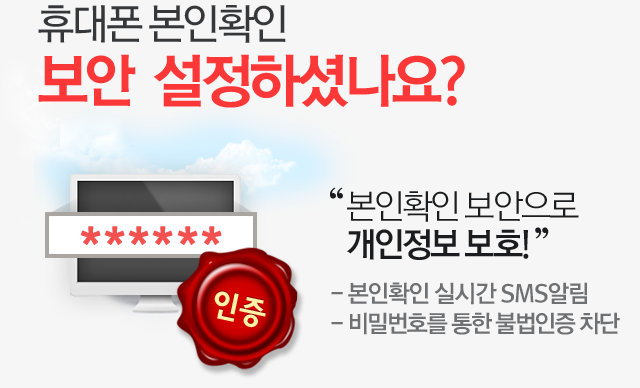 휴대폰 본인확인
보안 설정하셨나요?
******
인증
“본인확인 보안으로
개인정보 보호!”
- 본인확인 실시간 SMS알림
- 비밀번호를 통한 불법인증 차단